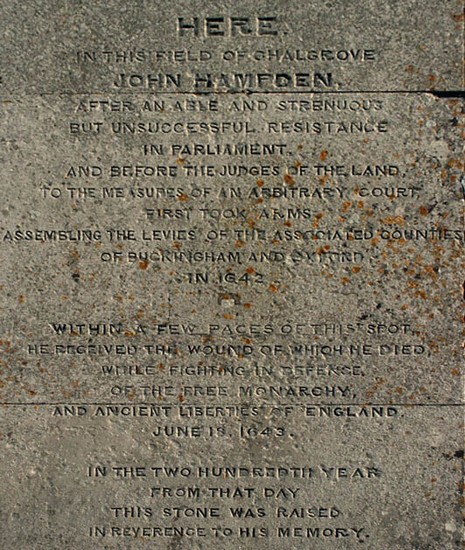 HERE.
IN THIS FIELD OF CHALGROVE
JOHN HAMPDEN,
AFTER AN ABLE AND STRENUOUS
BUT UNSUCCESSFUL RESISTANCE
IN PARLIAMENT,
AND BEFORE THE JUDGES OF THE LAND,
TO THE MEASURES OF AN ARBITRARY COURT,
FIRST TOOK ARMS
ASSEMBLING THE LEVIES OF THE ASSOCIATED COUNTIES
OF BUCKINGHAM AND OXFORD
IN 1642.
WITHIN A FEW PACES OF THIS SPOT,
HE RECEIVED THE WOUND OF WHICH HE DIED,
WHILE FIGHTING IN DEFENCE,
OF THE FREE MONARCHY,
AND ANCIENT LIBERTIES OF ENGLAND,
JUNE 18, 1643.
IN THE TWO HUNDREDTH YEAR
FROM THAT DAY
THIS STONE WAS RAISED
IN REVERENCE TO HIS MEMORY.